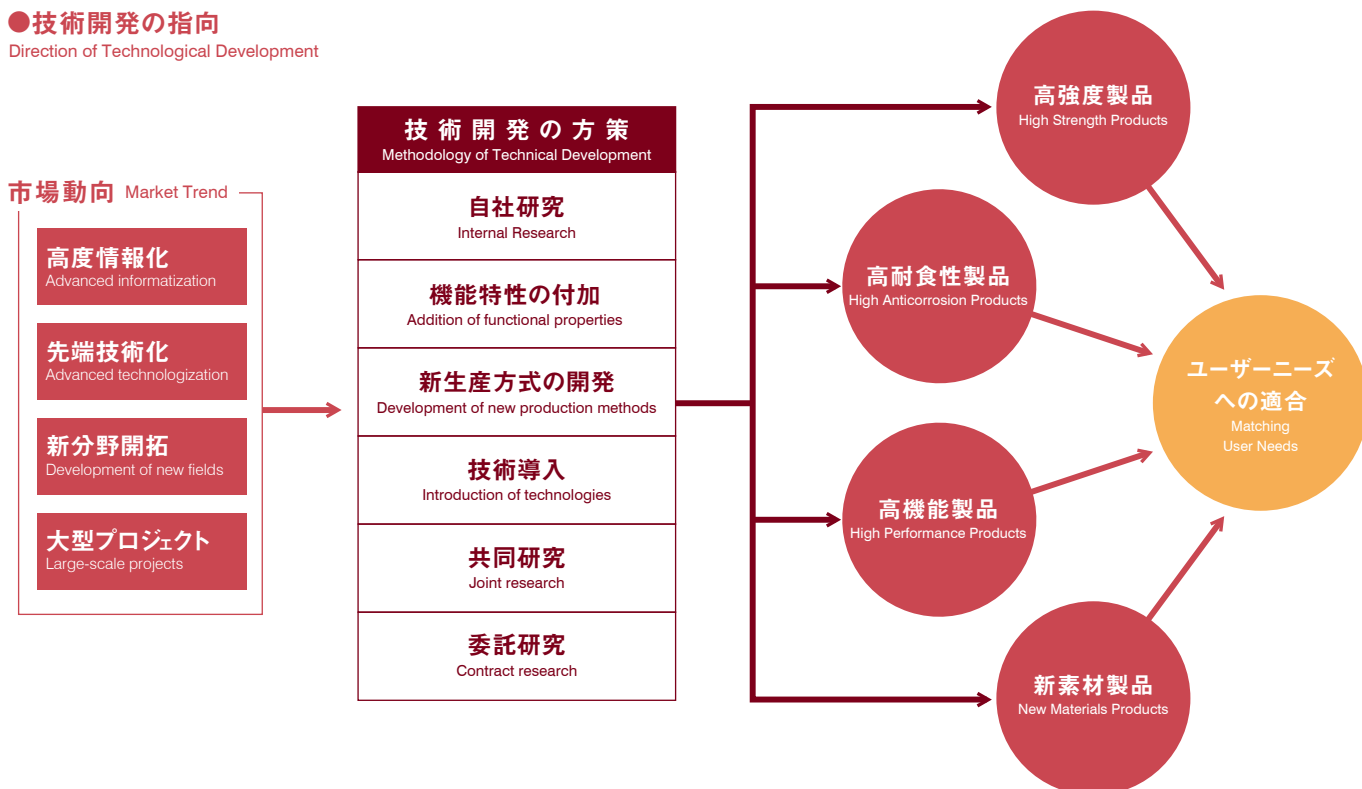 ●技術開発の指向
Direction of Technological Development
市場動向 Market Trend
高度情報化
Advanced informatization
先端技術化
Advanced technologization
新分野開拓
Development of new fields
大型プロジェクト
Large-scale projects
技術開発の方策
Methodology of Technical Development
自社研究
Internal Research
機能特性の付加
Addition of functional properties
新生産方式の開発
Development of new production methods
技術導入
Introduction of technologies
共同研究
Joint research
委託研究
Contract research
高強度製品
High Strength Products
高耐食性製品
High Anticorrosion Products
高機能製品
High Performance Products
新素材製品
New Materials Products
ユーザーニーズ
への適合
Matching
User Needs